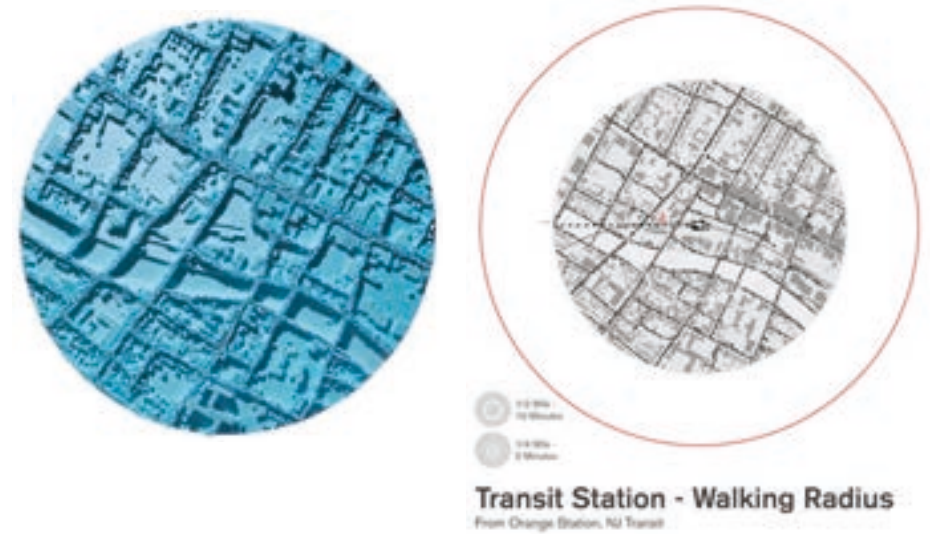 1/2 Mile
10 Minutes
1/4 Mile
5 Minutes
Transit Station - Walking Radius
From Orange Station, NJ Transit